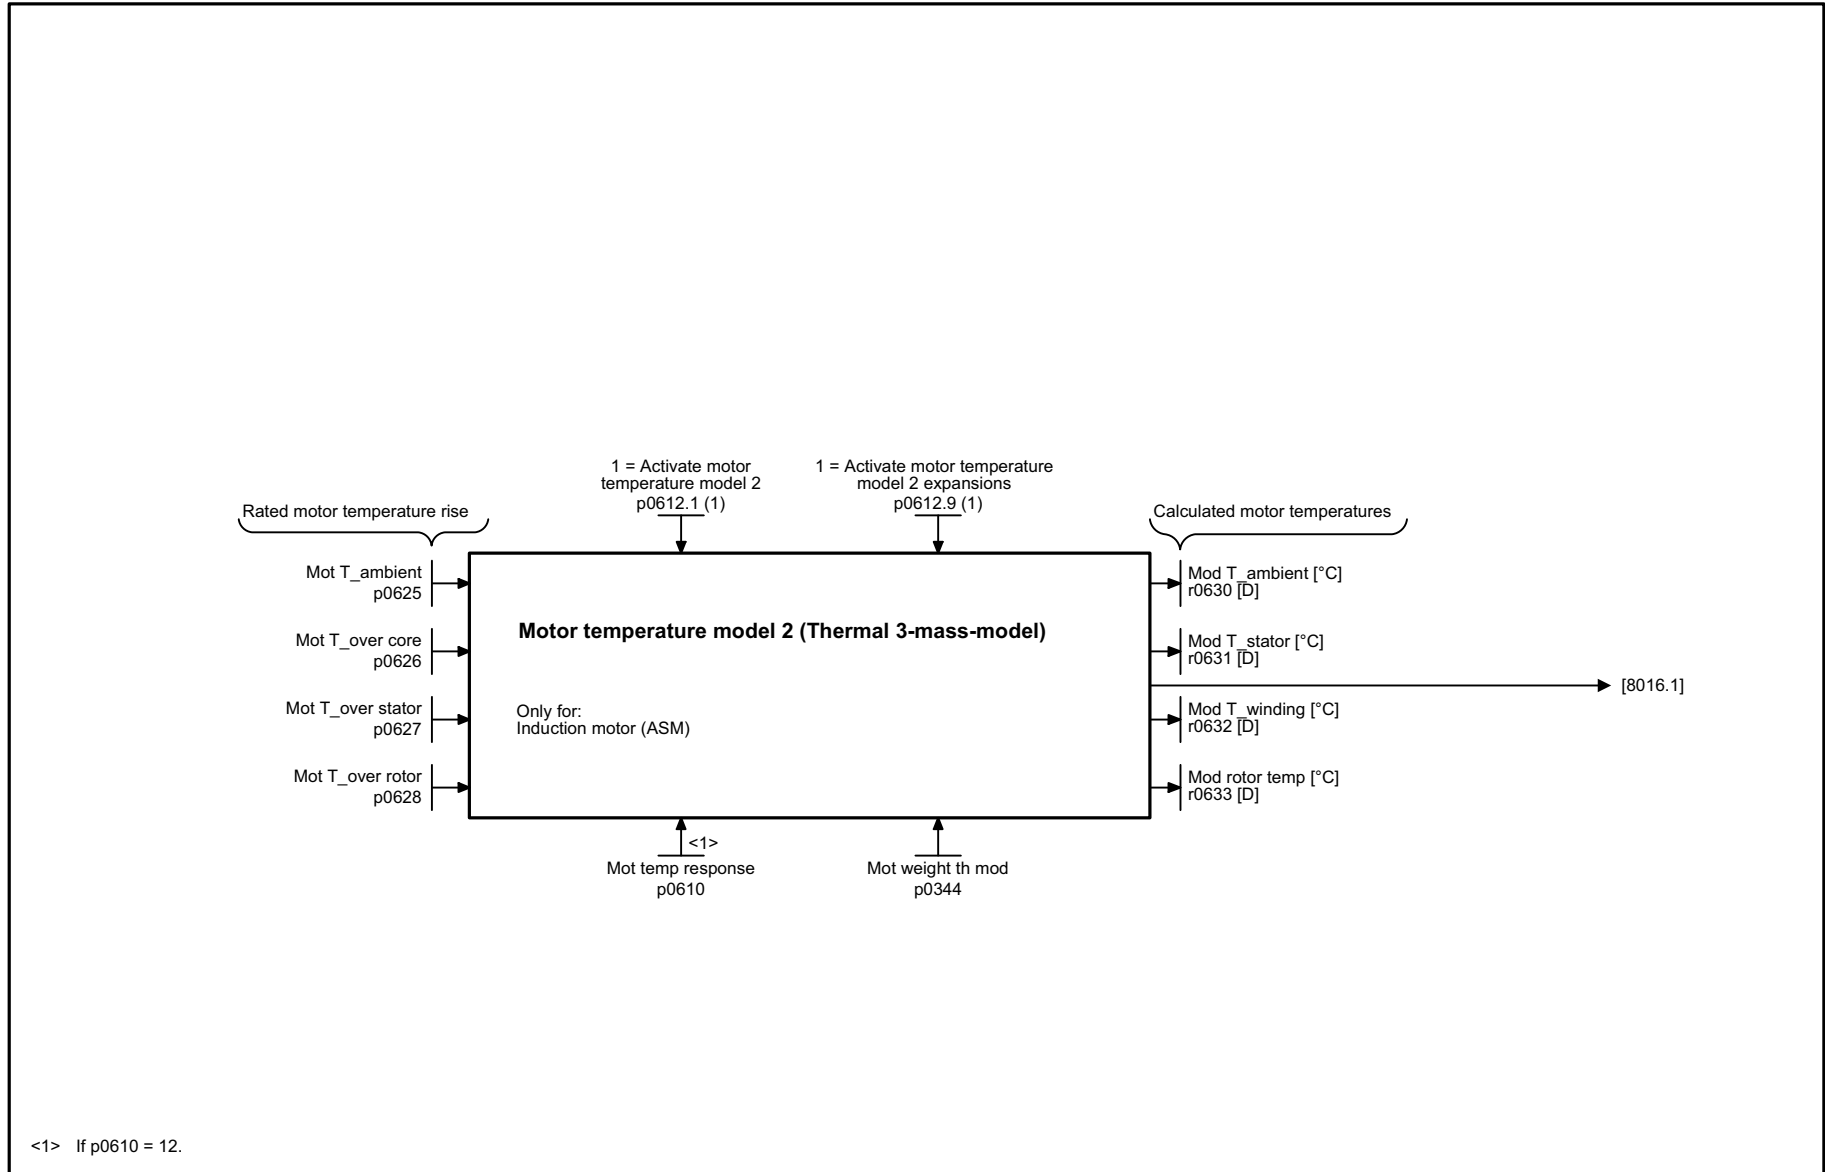 1 = Activate motor
temperature model 2
p0612.1 (1)
1 = Activate motor temperature
model 2 expansions
p0612.9 (1)
Rated motor temperature rise
Calculated motor temperatures
Mot T_ambient
p0625
Mot T_over core
p0626
Mot T_over stator
p0627
Mot T_over rotor
p0628
Motor temperature model 2 (Thermal 3-mass-model)
Only for:
Induction motor (ASM)
Mod T_ambient [°C]
r0630 [D]
Mod T_stator [°C]
r0631 [D]
[8016.1]
Mod T_winding [°C]
r0632 [D]
Mod rotor temp [°C]
r0633 [D]
<1>
Mot temp response
p0610
Mot weight th mod
p0344
<1> If p0610 = 12.